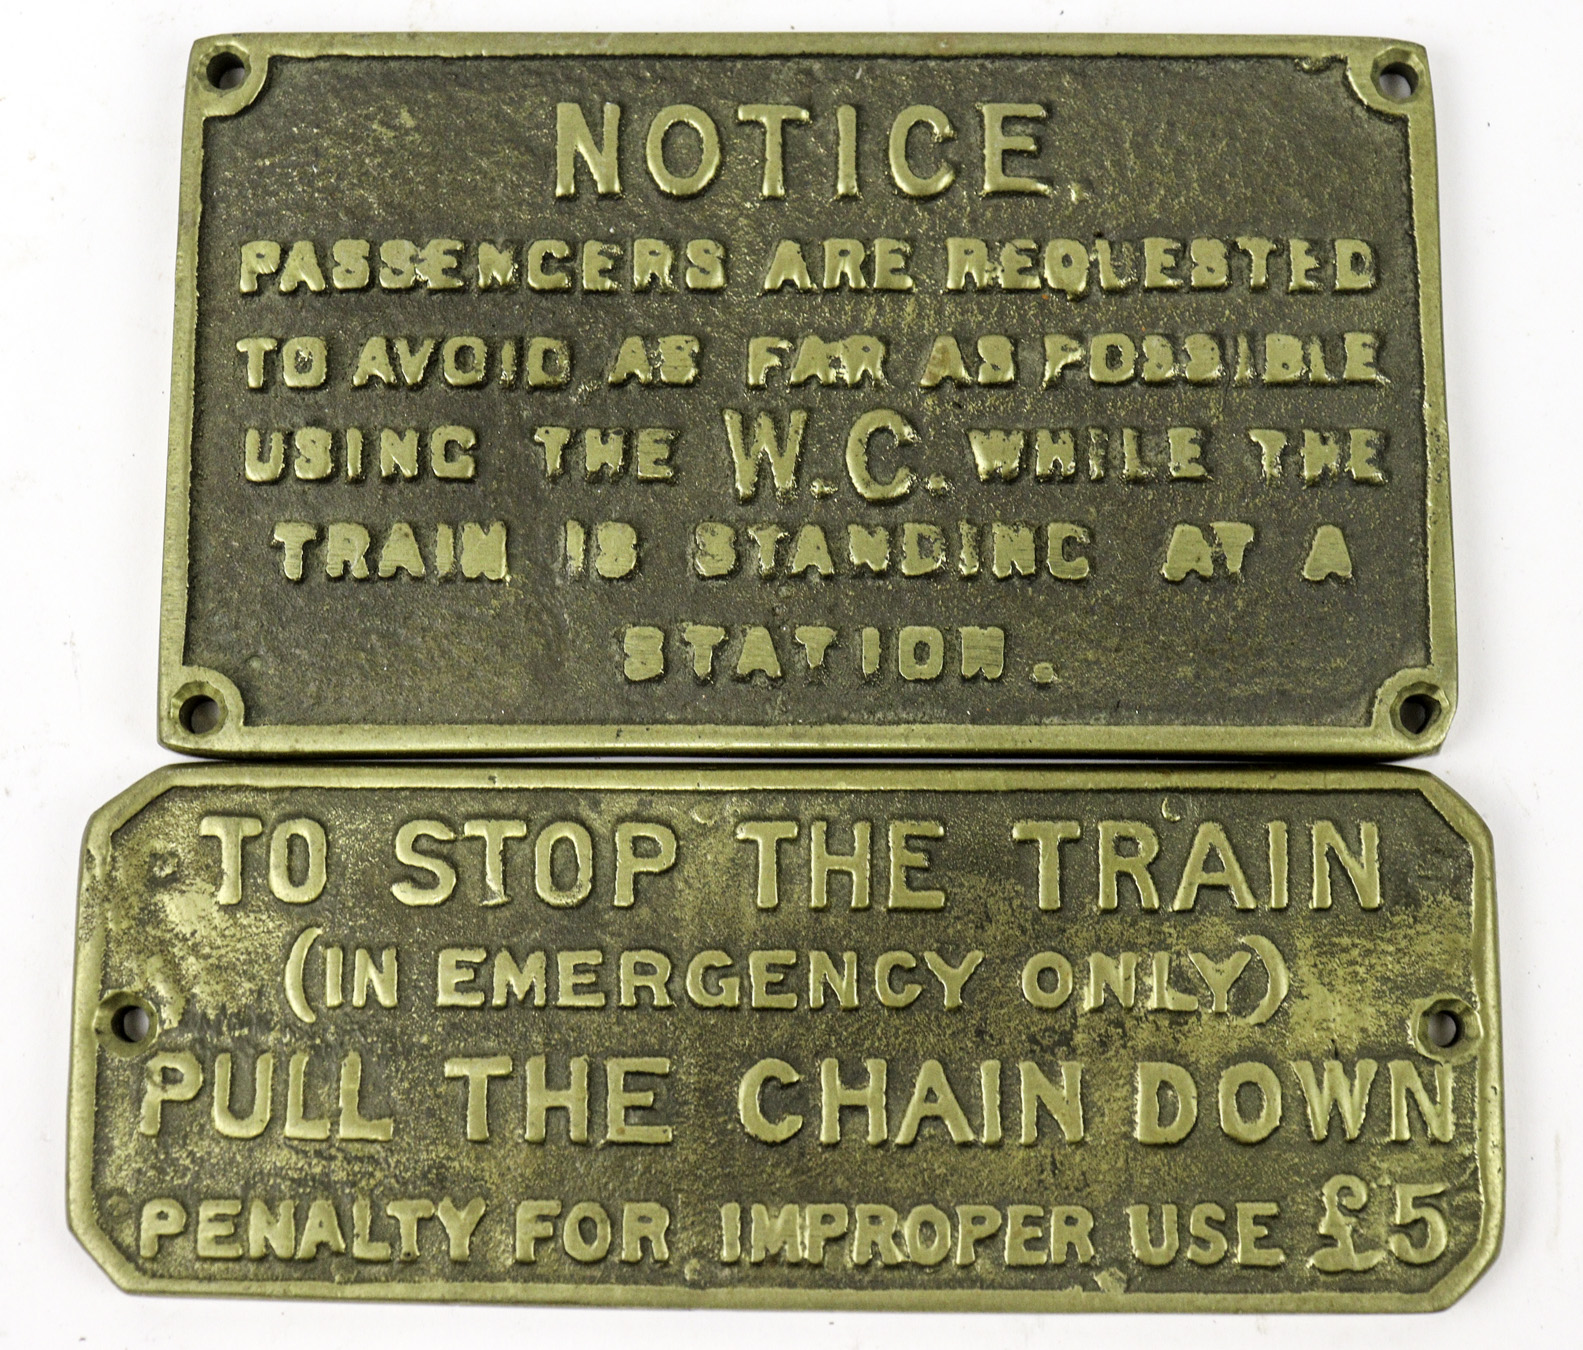 NOTICE.
PASSENGERS ARE REQUESTED
TO AVOID AS FAR AS POSSIBLE
USING THE W.C. WHILE THE
TRAIN IS STANDING AT A
STATION.
TO STOP THE TRAIN
(IN EMERGENCY ONLY)
PULL THE CHAIN DOWN
PENALTY FOR IMPROPER USE £5